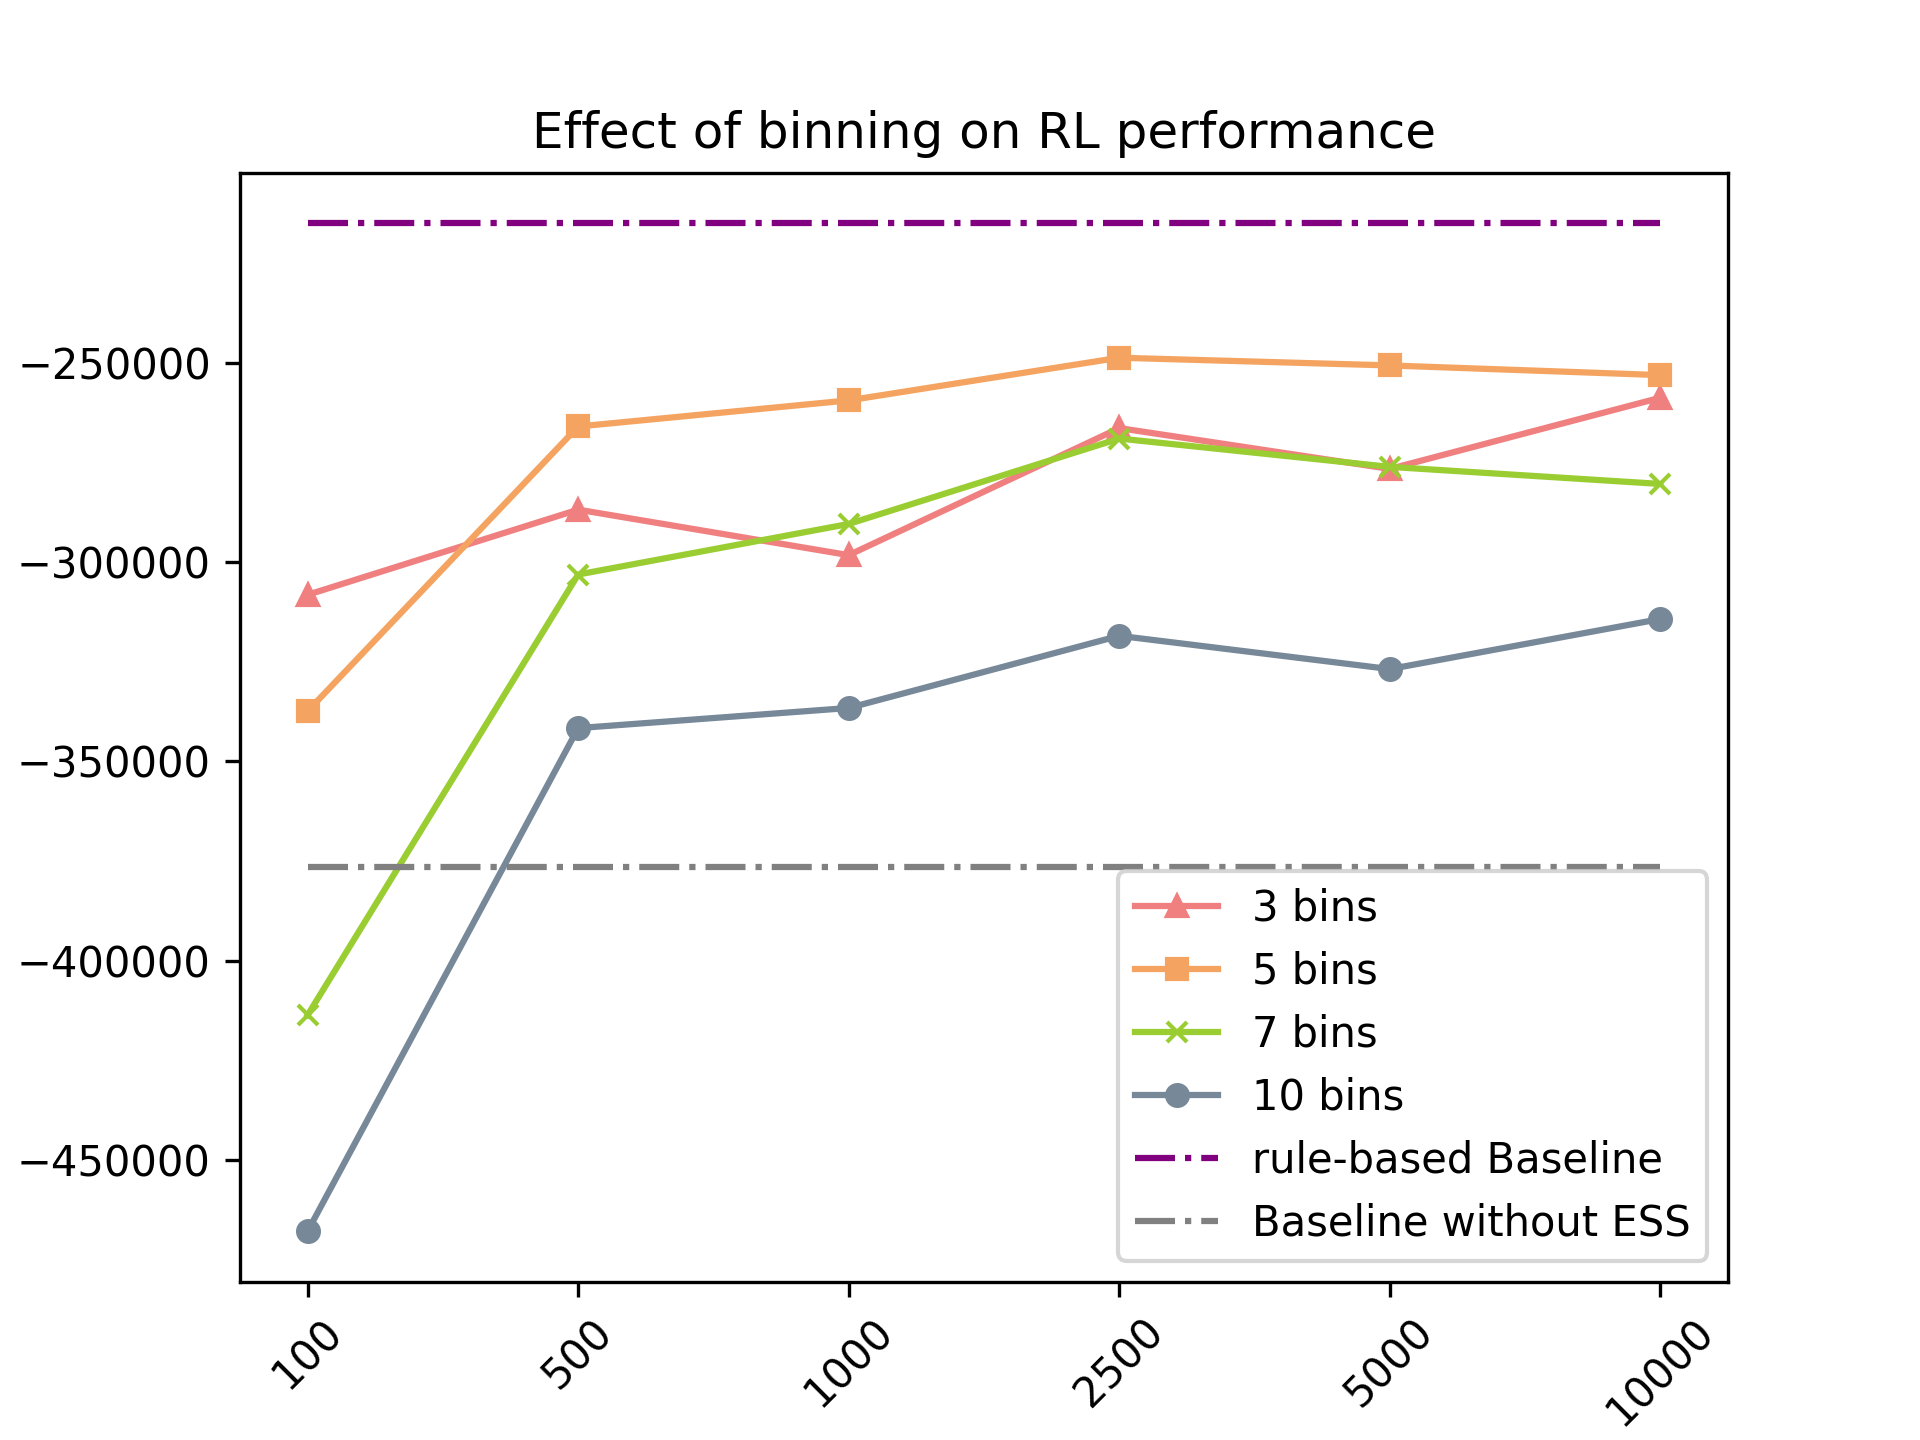 Effect of binning on RL performance
−250000
−300000
−350000
−400000
−450000
3 bins
5 bins
7 bins
10 bins
rule-based Baseline
Baseline without ESS
100
500
1000
2500
5000
10000